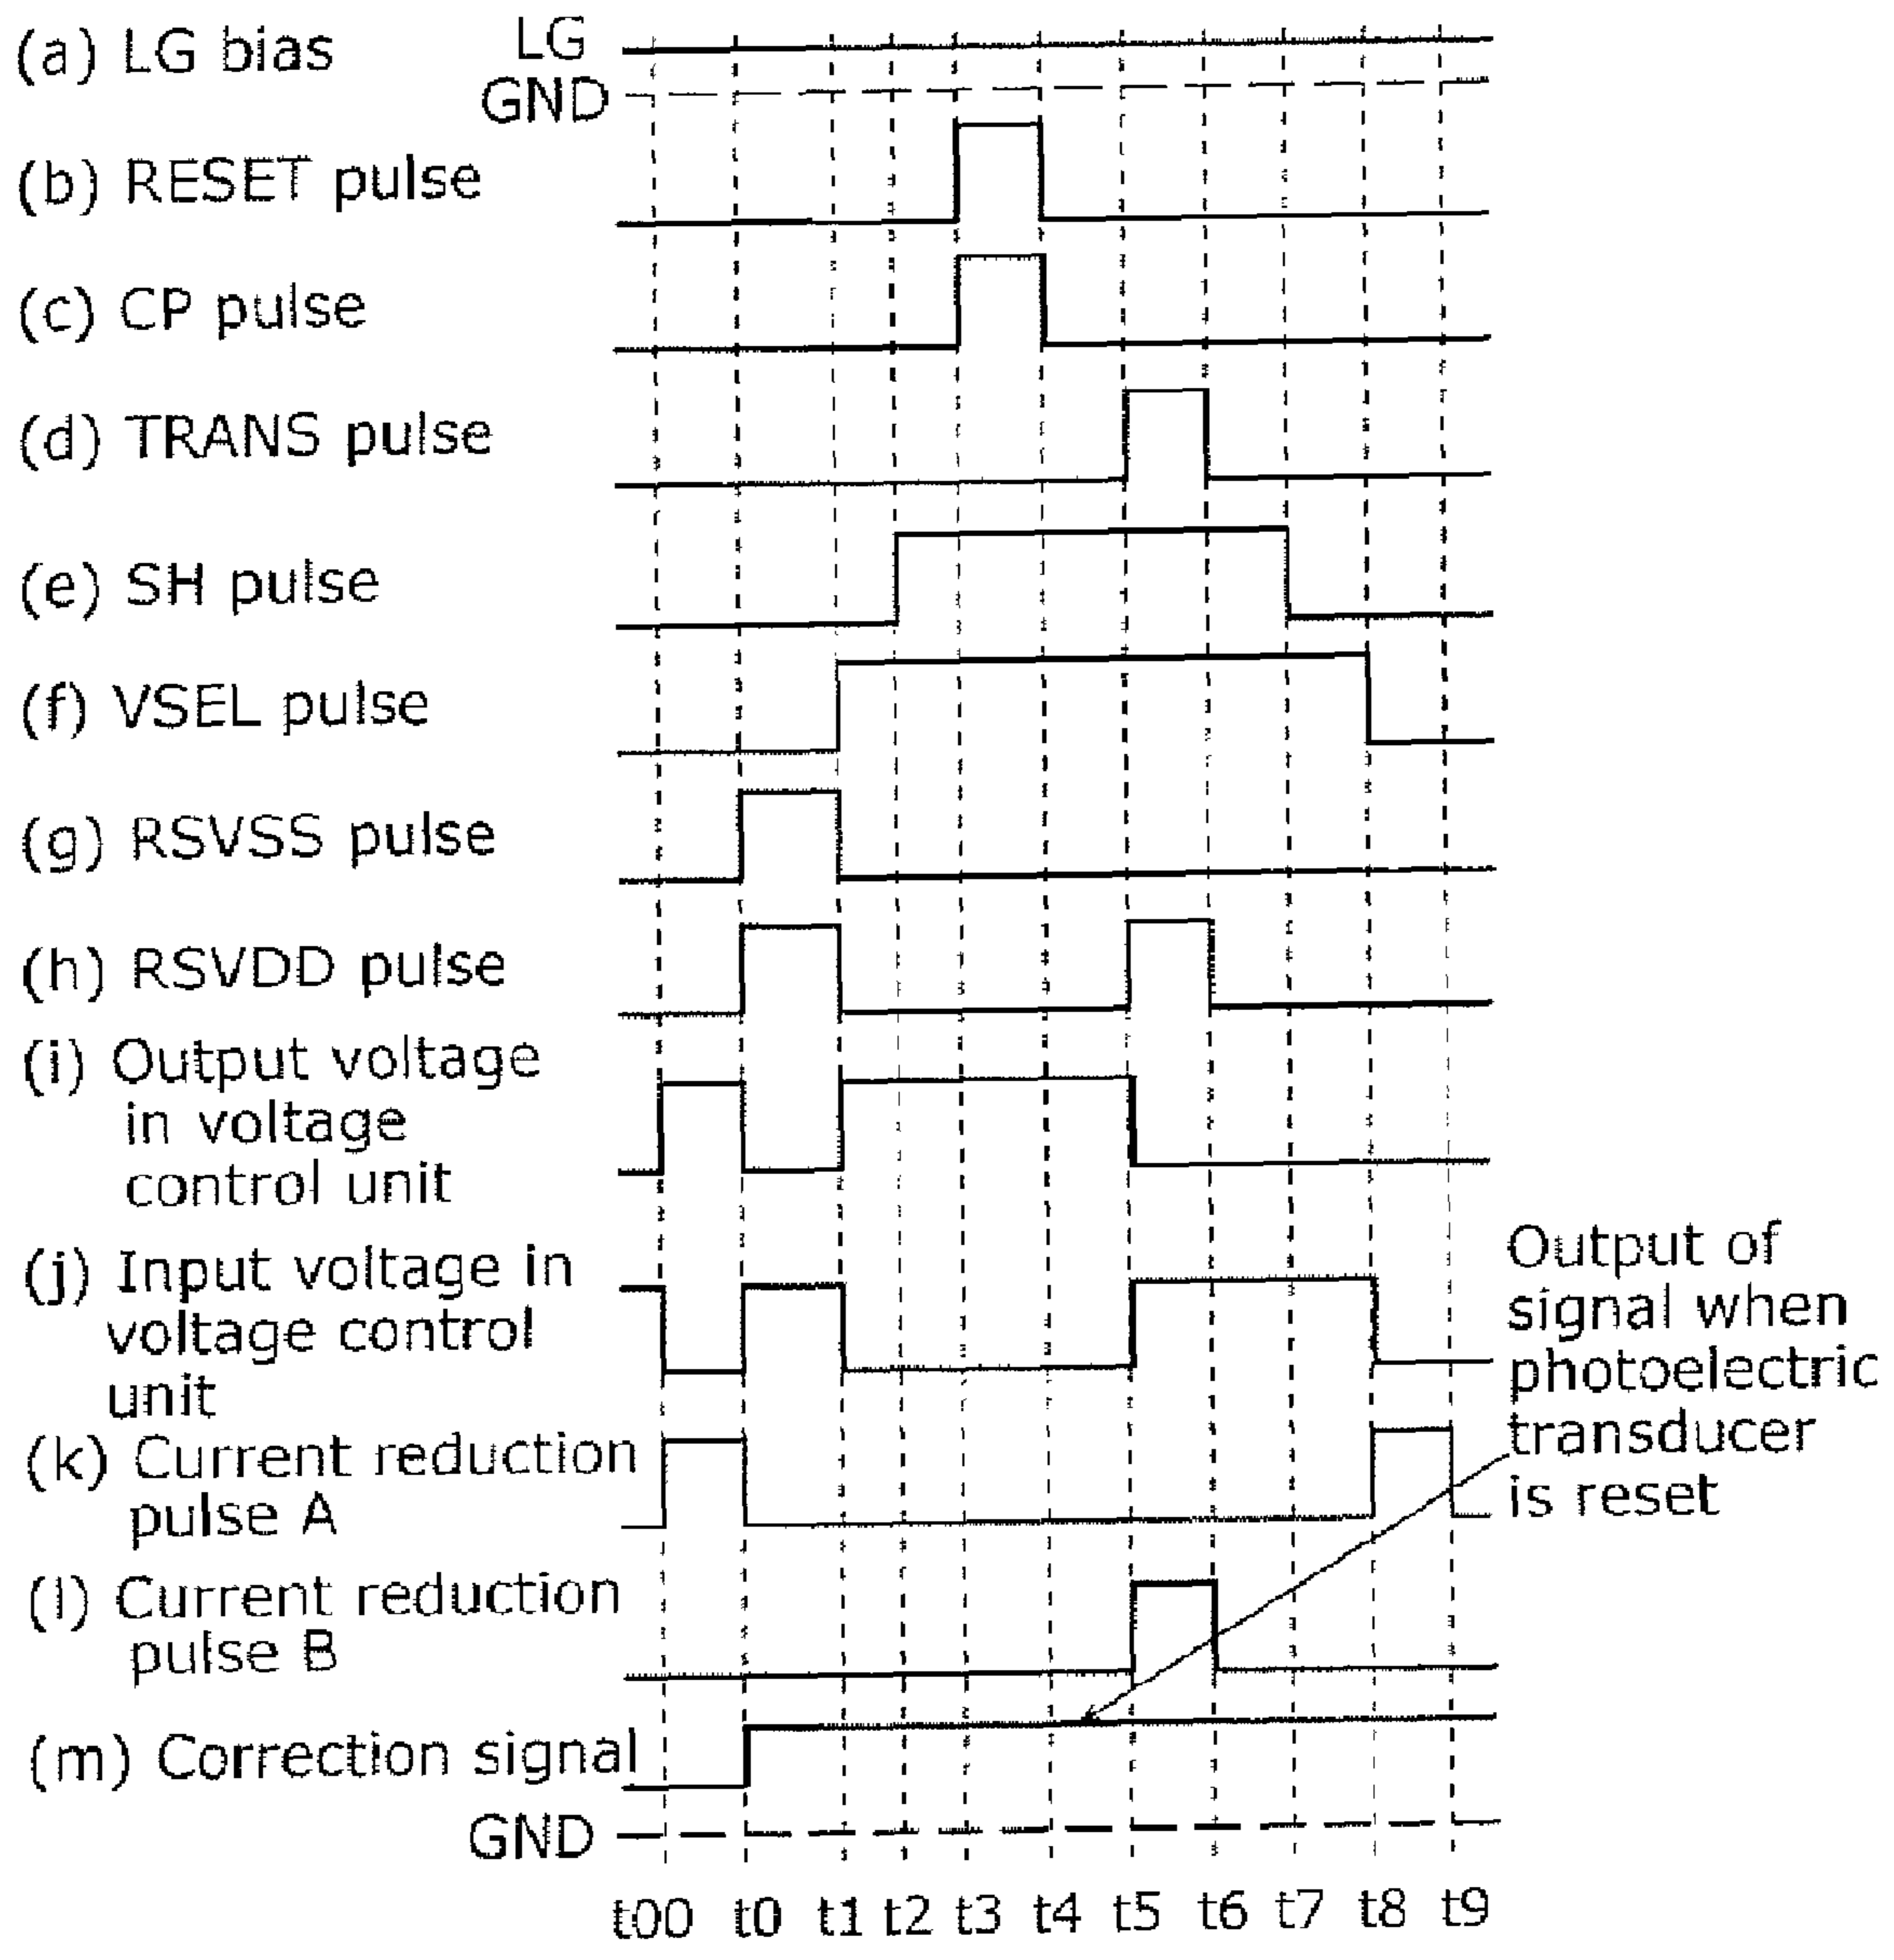 (a) LG bias
LG
GND
(b) RESET pulse
(c) CP pulse
(d) TRANS pulse
(e) SH pulse
(f) VSEL pulse
(g) RSVSS pulse
(h) RSVDD pulse
(i) Output voltage
in voltage
control unit
(j) Input voltage in
voltage control
unit
(k) Current reduction
pulse A
(l) Current reduction
pulse B
(m) Correction signal
GND
Output of
signal when
photoelectric
transducer
is reset
t00 t0 t1 t2 t3 t4 t5 t6 t7 t8 t9